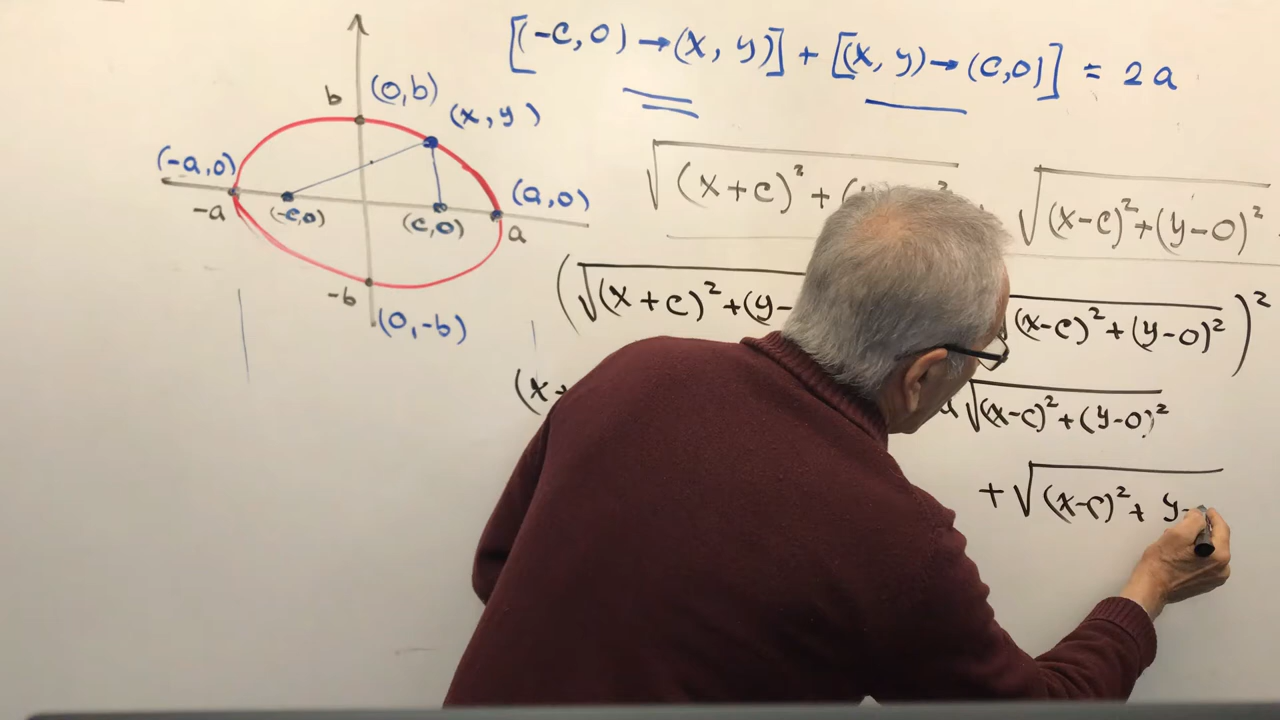 [(-c,0)→(x,y)]+[(x,y)→(c,0)] = 2a
b (0,b)
(x,y)
(-a,0)
(a,0)
-a (-c,0) (c,0) a
-b
(0,-b)
√(x+c)²+( ² √(x-c)²+(y-0)²
(√(x+c)²+(y- √(x-c)²+(y-0)²)²
(x √(x-c)²+(y-0)²
+√(x-c)²+ y-